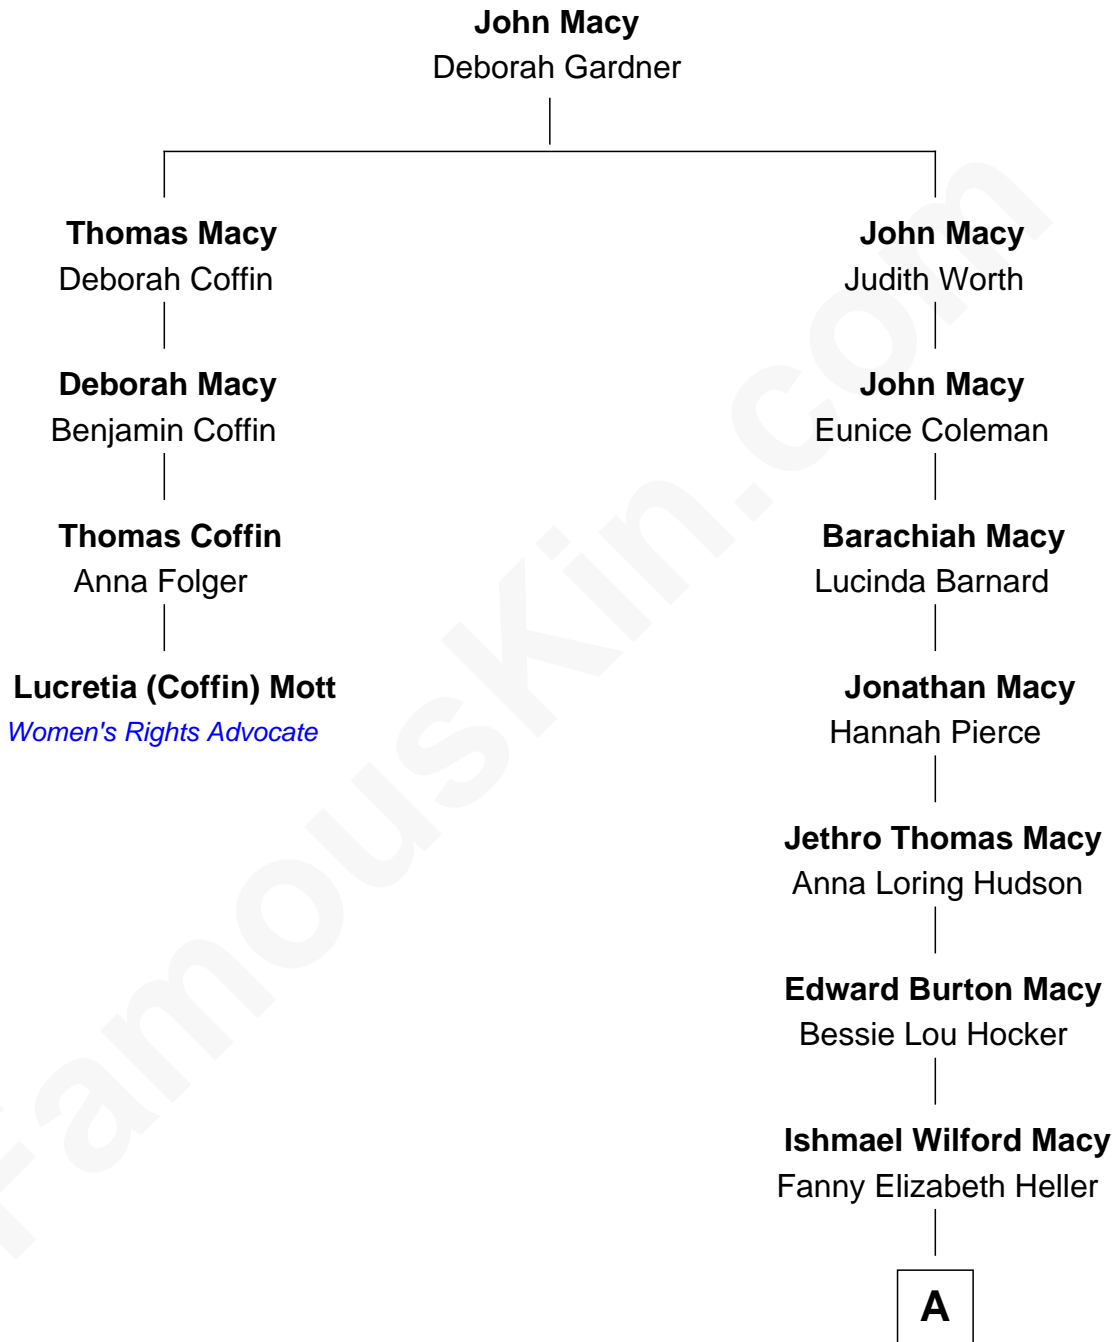 John Macy
Deborah Gardner
Thomas Macy
Deborah Coffin
Deborah Macy
Benjamin Coffin
Thomas Coffin
Anna Folger
Lucretia (Coffin) Mott
Women's Rights Advocate
John Macy
Judith Worth
John Macy
Eunice Coleman
Barachiah Macy
Lucinda Barnard
Jonathan Macy
Hannah Pierce
Jethro Thomas Macy
Anna Loring Hudson
Edward Burton Macy
Bessie Lou Hocker
Ishmael Wilford Macy
Fanny Elizabeth Heller
A
FamousKin.com